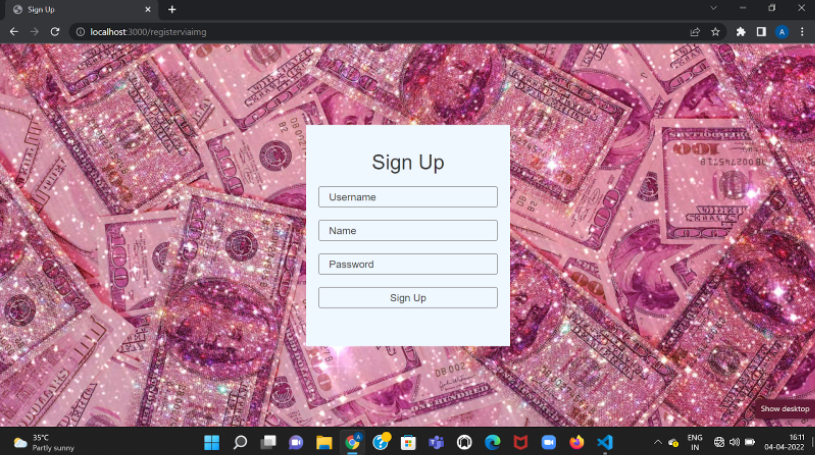 Sign Up
localhost:3000/registerviaimg
A
Sign Up
Username
Name
Password
Sign Up
Show desktop
35°C
Partly sunny
ENG
IN
16:11
04-04-2022